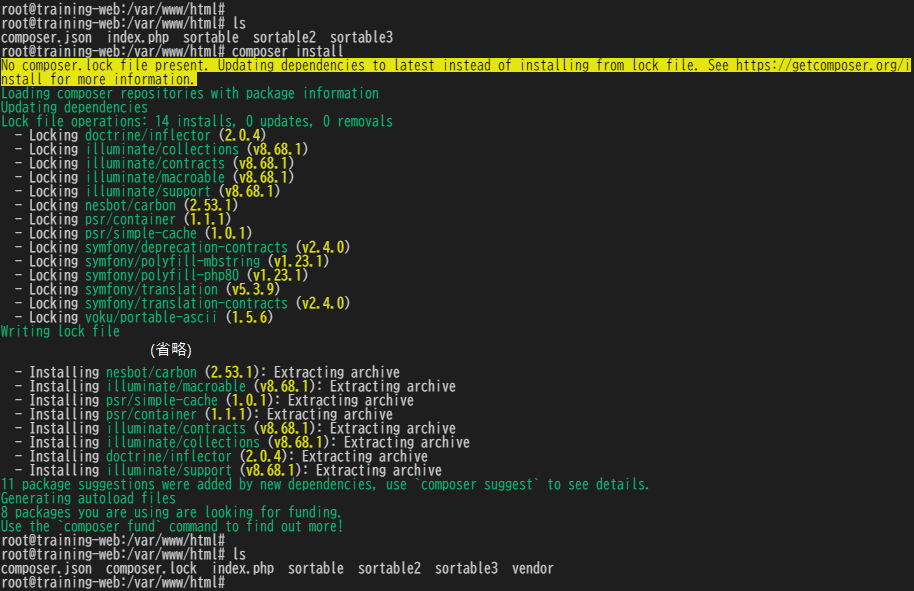 root@training-web:/var/www/html#
root@training-web:/var/www/html# ls
composer.json  index.php  sortable  sortable2  sortable3
root@training-web:/var/www/html# composer install
No composer.lock file present. Updating dependencies to latest instead of installing from lock file. See https://getcomposer.org/i
nstall for more information.
Loading composer repositories with package information
Updating dependencies
Lock file operations: 14 installs, 0 updates, 0 removals
  - Locking doctrine/inflector (2.0.4)
  - Locking illuminate/collections (v8.68.1)
  - Locking illuminate/contracts (v8.68.1)
  - Locking illuminate/macroable (v8.68.1)
  - Locking illuminate/support (v8.68.1)
  - Locking nesbot/carbon (2.53.1)
  - Locking psr/container (1.1.1)
  - Locking psr/simple-cache (1.0.1)
  - Locking symfony/deprecation-contracts (v2.4.0)
  - Locking symfony/polyfill-mbstring (v1.23.1)
  - Locking symfony/polyfill-php80 (v1.23.1)
  - Locking symfony/translation (v5.3.9)
  - Locking symfony/translation-contracts (v2.4.0)
  - Locking voku/portable-ascii (1.5.6)
Writing lock file
(省略)
  - Installing nesbot/carbon (2.53.1): Extracting archive
  - Installing illuminate/macroable (v8.68.1): Extracting archive
  - Installing psr/simple-cache (1.0.1): Extracting archive
  - Installing psr/container (1.1.1): Extracting archive
  - Installing illuminate/contracts (v8.68.1): Extracting archive
  - Installing illuminate/collections (v8.68.1): Extracting archive
  - Installing doctrine/inflector (2.0.4): Extracting archive
  - Installing illuminate/support (v8.68.1): Extracting archive
11 package suggestions were added by new dependencies, use `composer suggest` to see details.
Generating autoload files
8 packages you are using are looking for funding.
Use the `composer fund` command to find out more!
root@training-web:/var/www/html#
root@training-web:/var/www/html# ls
composer.json  composer.lock  index.php  sortable  sortable2  sortable3  vendor
root@training-web:/var/www/html#